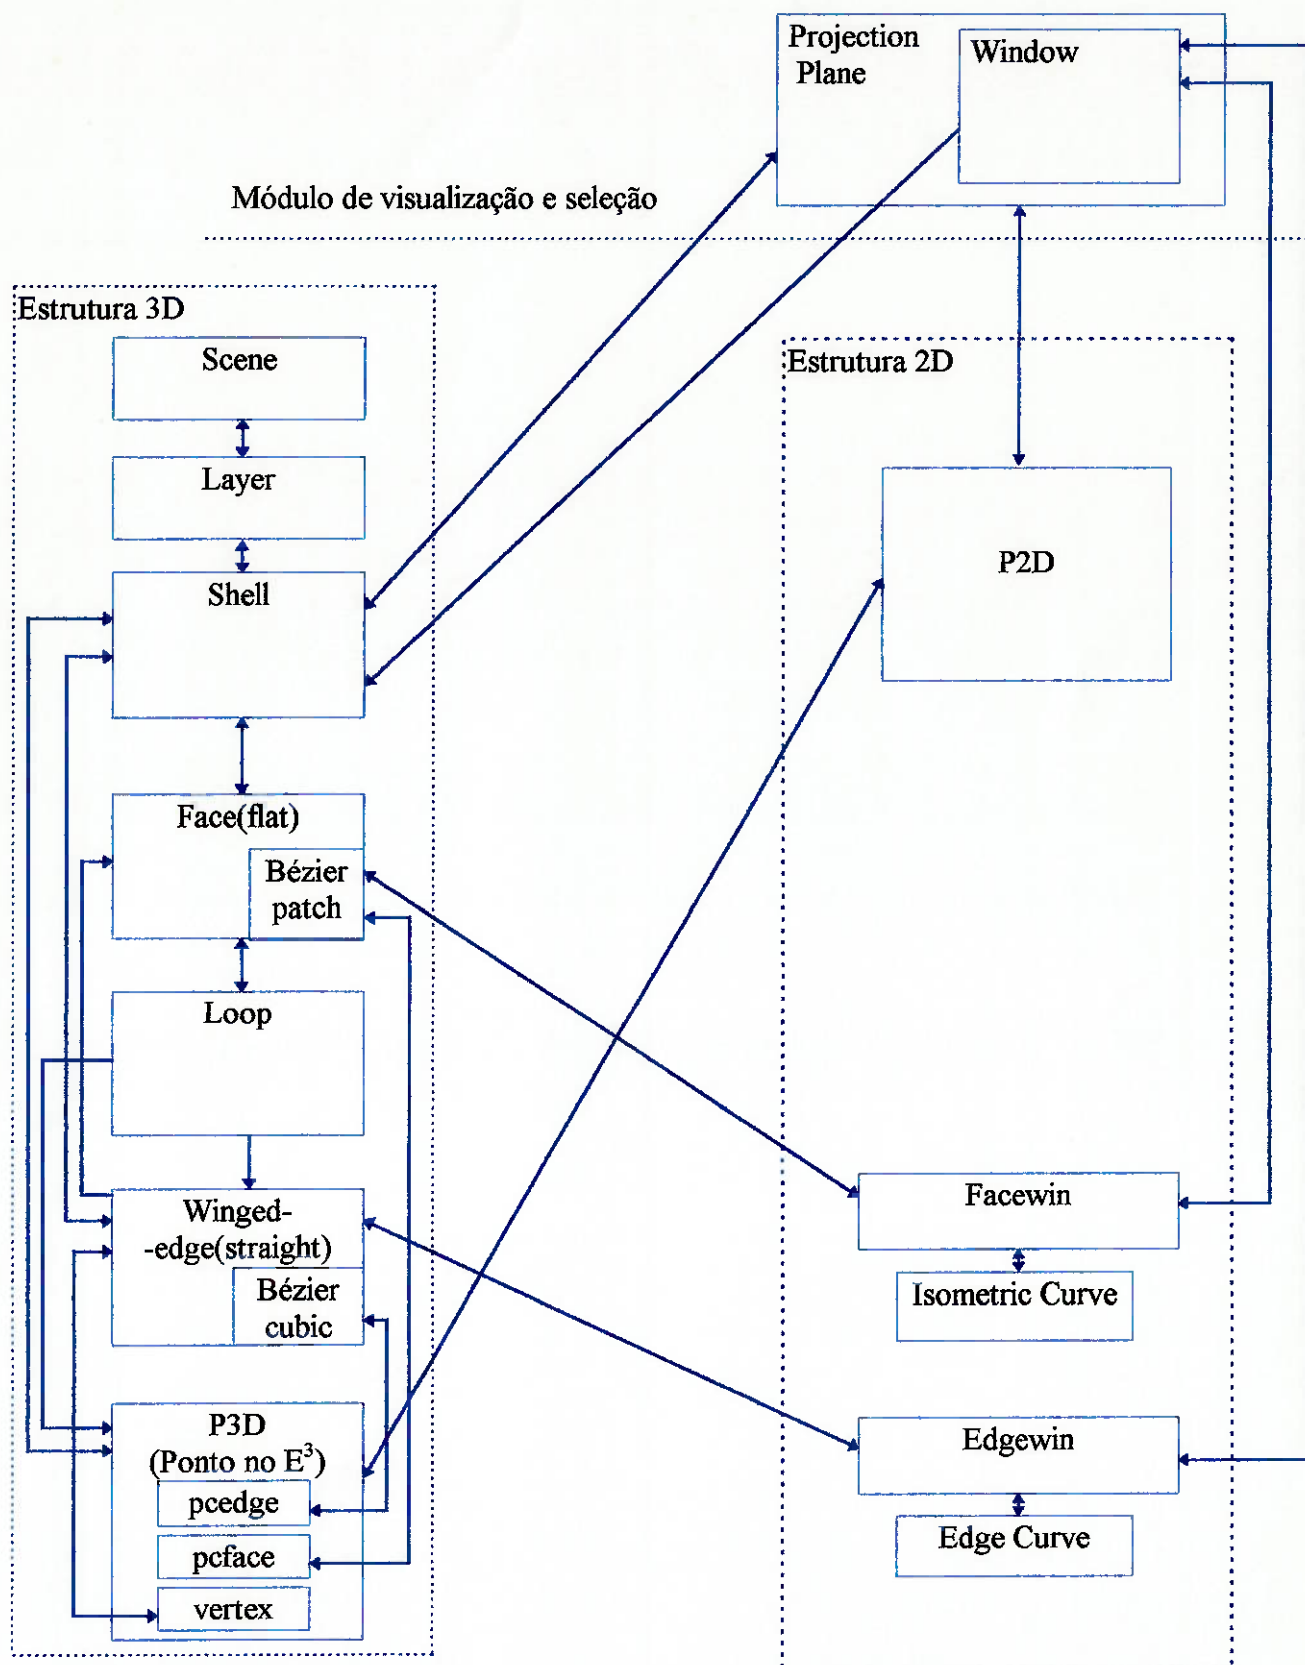 Projection
Plane
Window
Módulo de visualização e seleção
Estrutura 3D
Scene
Layer
Shell
Face(flat)
Bézier
patch
Loop
Winged-
-edge(straight)
Bézier
cubic
P3D
(Ponto no E³)
pcedge
pcface
vertex
Estrutura 2D
P2D
Facewin
Isometric Curve
Edgewin
Edge Curve